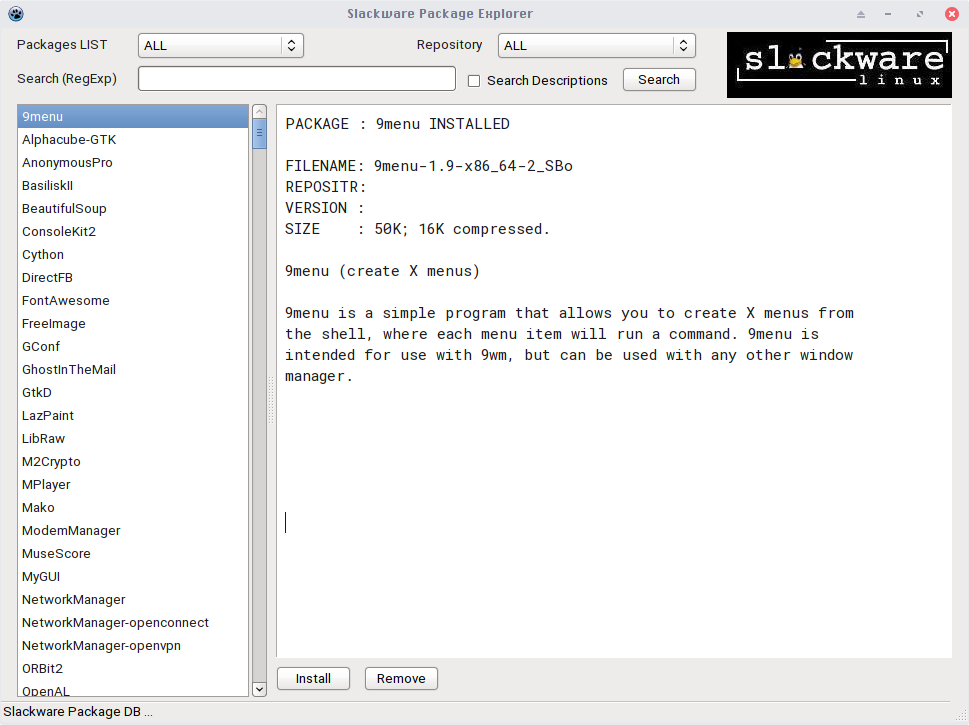 Slackware Package Explorer
Packages LIST
ALL
Repository
ALL
Search (RegExp)
Search Descriptions
Search
slackware
linux
9menu
Alphacube-GTK
AnonymousPro
BasiliskII
BeautifulSoup
ConsoleKit2
Cython
DirectFB
FontAwesome
FreeImage
GConf
GhostInTheMail
GtkD
LazPaint
LibRaw
M2Crypto
MPlayer
Mako
ModemManager
MuseScore
MyGUI
NetworkManager
NetworkManager-openconnect
NetworkManager-openvpn
ORBit2
OpenAL
PACKAGE : 9menu INSTALLED
FILENAME: 9menu-1.9-x86_64-2_SBo
REPOSITR:
VERSION :
SIZE    : 50K; 16K compressed.
9menu (create X menus)
9menu is a simple program that allows you to create X menus from
the shell, where each menu item will run a command. 9menu is
intended for use with 9wm, but can be used with any other window
manager.
Install
Remove
Slackware Package DB ...